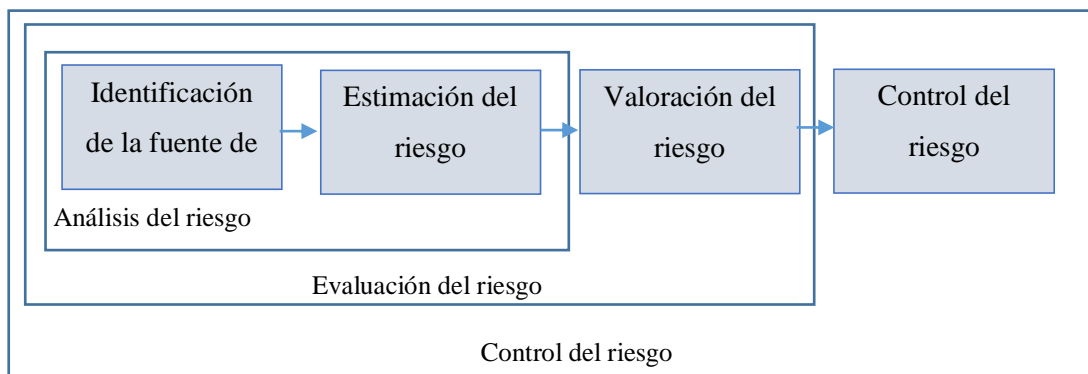 Identificación
de la fuente de
Estimación del
riesgo
Valoración del
riesgo
Control del
riesgo
Análisis del riesgo
Evaluación del riesgo
Control del riesgo